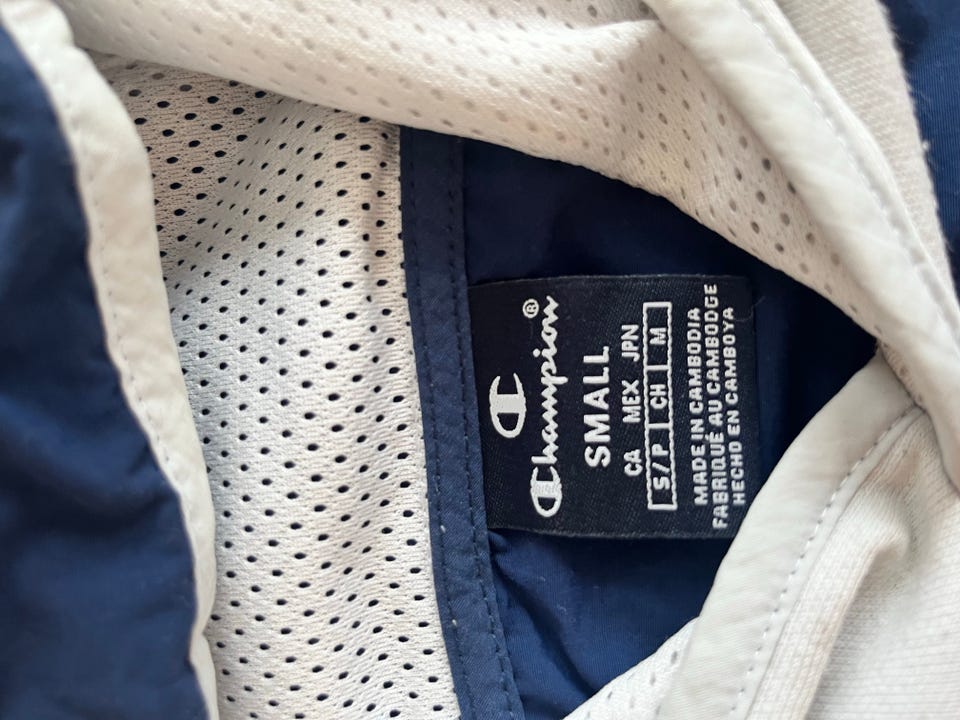 Champion®
SMALL
CA MEX JPN
S/P CH M
MADE IN CAMBODIA
FABRIQUÉ AU CAMBODGE
HECHO EN CAMBOYA